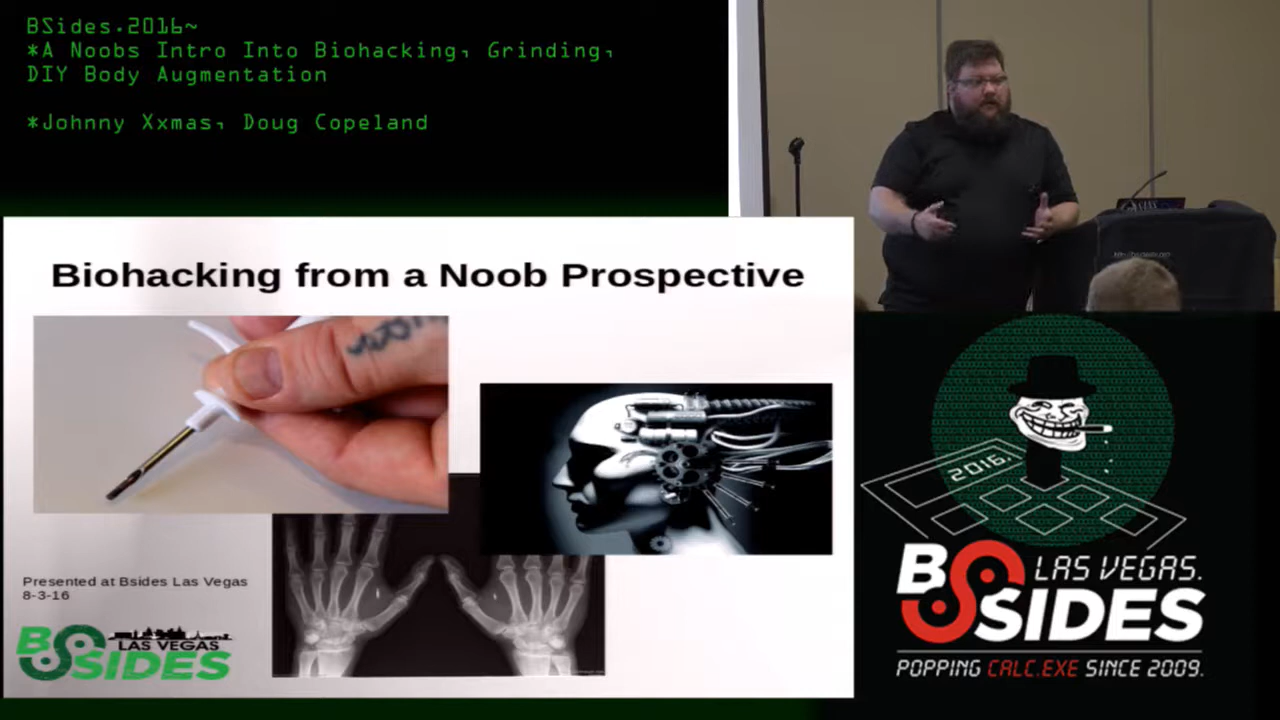 BSides.2016~
*A Noobs Intro Into Biohacking, Grinding,
DIY Body Augmentation
*Johnny Xxmas, Doug Copeland
Biohacking from a Noob Prospective
Presented at Bsides Las Vegas
8-3-16
BSIDES
LAS VEGAS
2016.
BSIDES
LAS VEGAS.
POPPING CALC.EXE SINCE 2009.